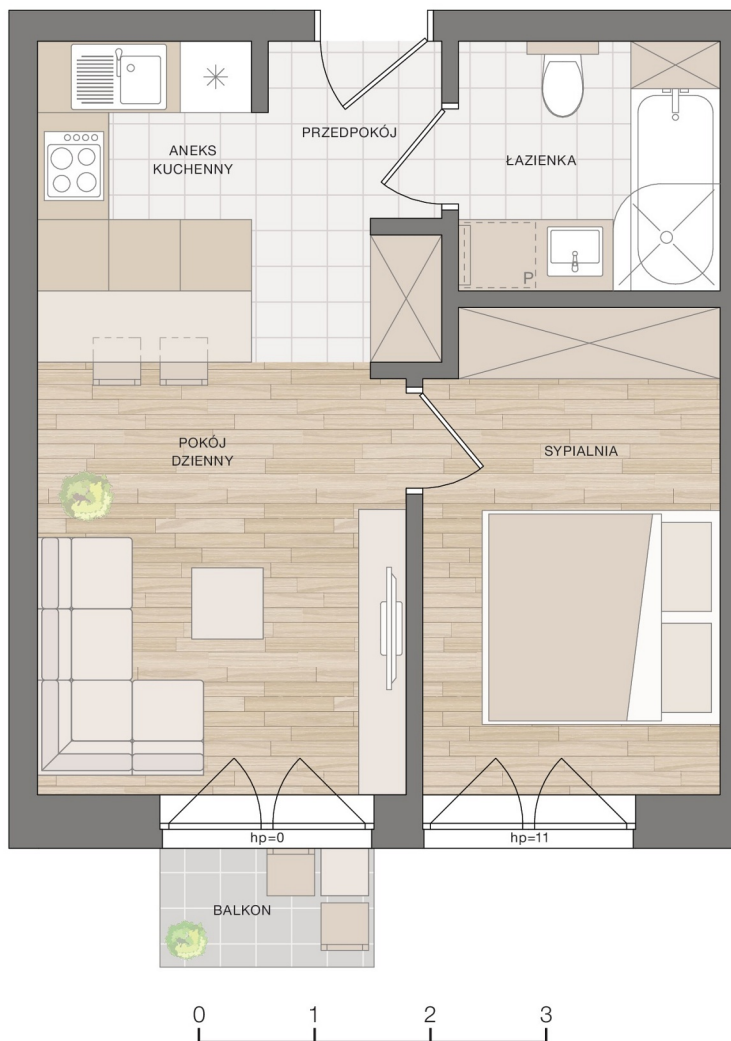 PRZEDPOKÓJ
ANEKS
KUCHENNY
ŁAZIENKA
P
POKÓJ
DZIENNY
SYPIALNIA
hp=0
hp=11
BALKON
0 1 2 3